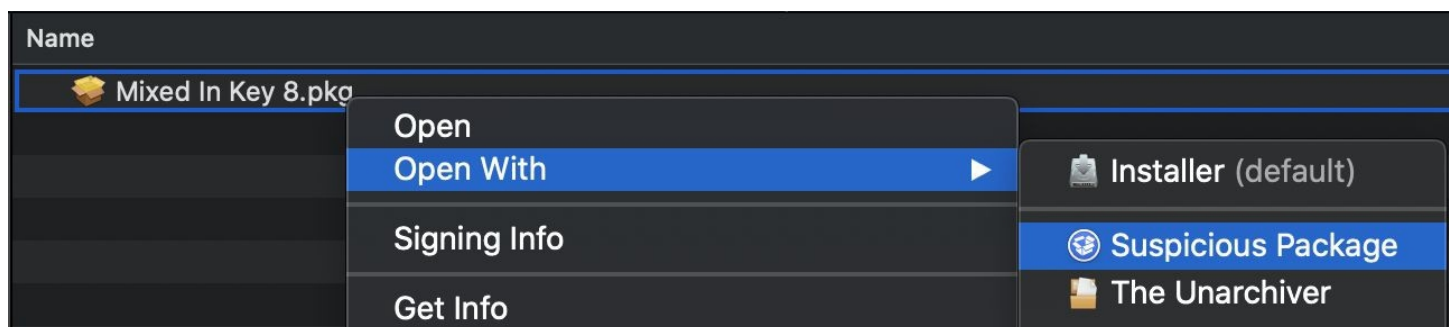 Name
Mixed In Key 8.pkg
Open
Open With
Installer (default)
Signing Info
Suspicious Package
Get Info
The Unarchiver